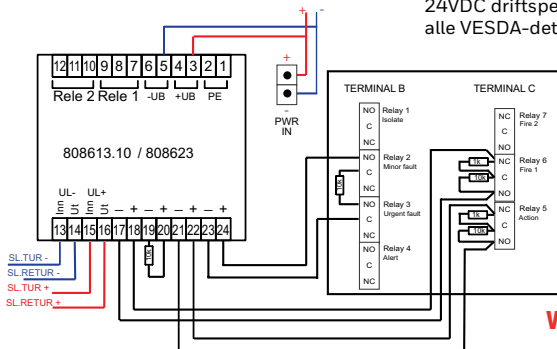 24VDC driftspe
alle VESDA-det
+ -
12 11 10 9 8 7 6 5 4 3 2 1
Rele 2 Rele 1 -UB +UB PE
+
-
PWR
IN
808613.10 / 808623
UL- UL+
Inn Ut Inn Ut - + - + - + - +
13 14 15 16 17 18 19 20 21 22 23 24
10k
SL.TUR -
SL.RETUR -
SL.TUR +
SL.RETUR +
TERMINAL B
NO Relay 1
Isolate
C
NC
NO Relay 2
Minor fault
C
NC
10k
NO Relay 3
Urgent fault
C
NC
NO Relay 4
Alert
C
NC
TERMINAL C
NC Relay 7
Fire 2
C
NO
NC Relay 6
Fire 1
1k
C
10k
NO
NC Relay 5
Action
1k
C
10k
NO